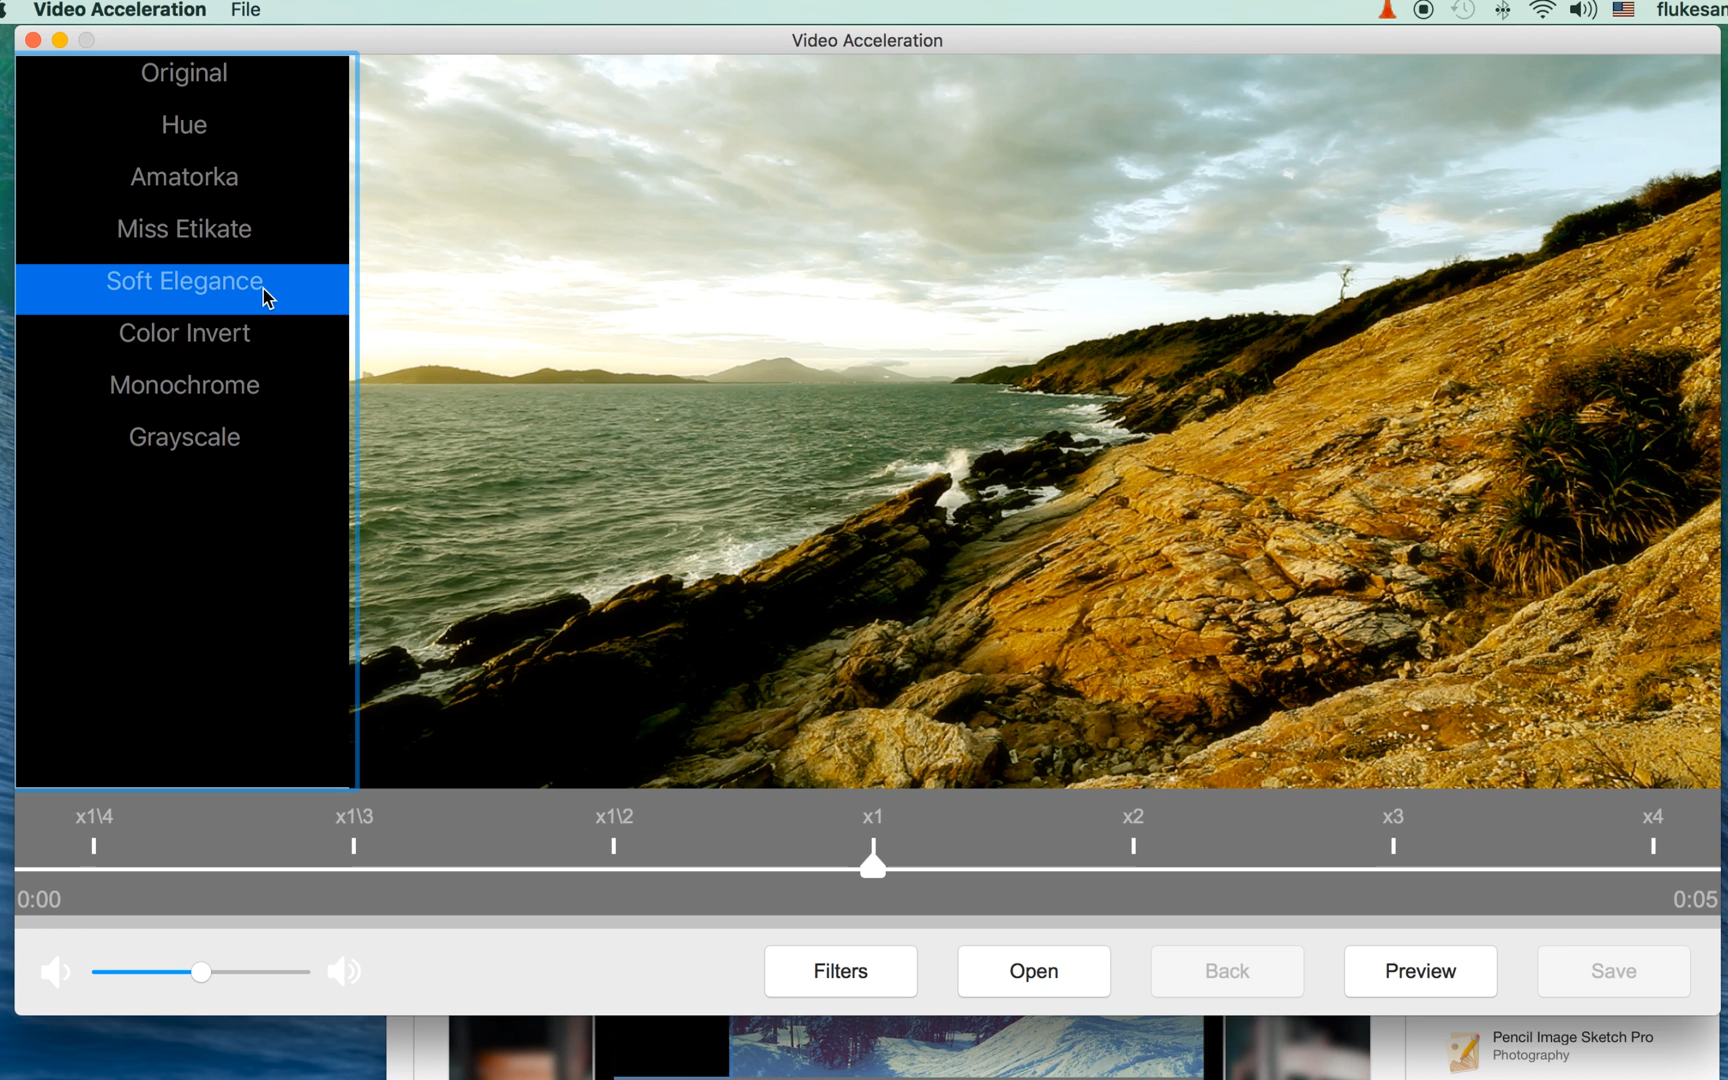 Video Acceleration File
Video Acceleration
Original
Hue
Amatorka
Miss Etikate
Soft Elegance
Color Invert
Monochrome
Grayscale
x1\4 x1\3 x1\2 x1 x2 x3 x4
0:00 0:05
Filters Open Back Preview Save
Pencil Image Sketch Pro
Photography